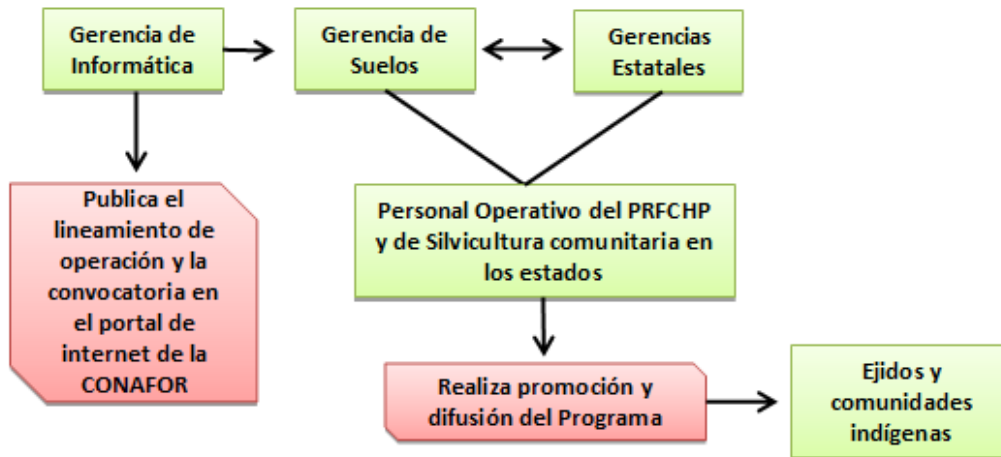 Gerencia de
Informática
Gerencia de
Suelos
Gerencias
Estatales
Publica el
lineamiento de
operación y la
convocatoria en
el portal de
internet de la
CONAFOR
Personal Operativo del PRFCHP
y de Silvicultura comunitaria en
los estados
Realiza promoción y
difusión del Programa
Ejidos y
comunidades
indígenas